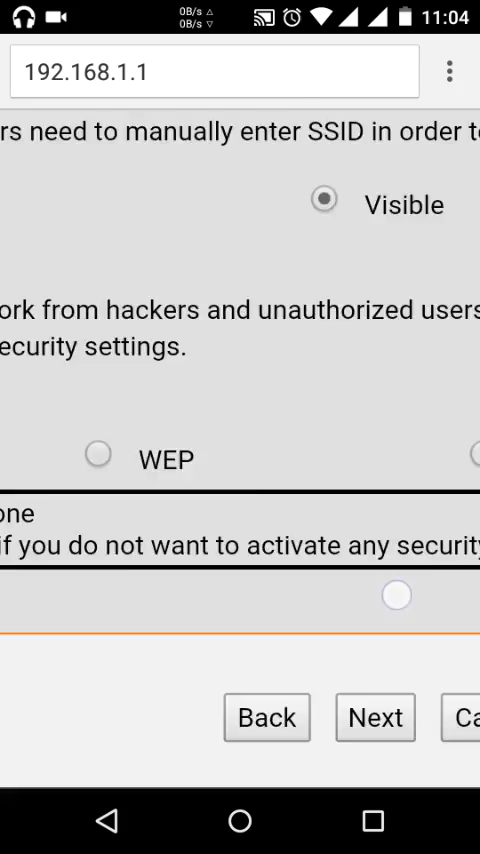 0B/s
0B/s
11:04
192.168.1.1
rs need to manually enter SSID in order t
Visible
ork from hackers and unauthorized users
ecurity settings.
WEP
one
if you do not want to activate any security
Back Next Ca